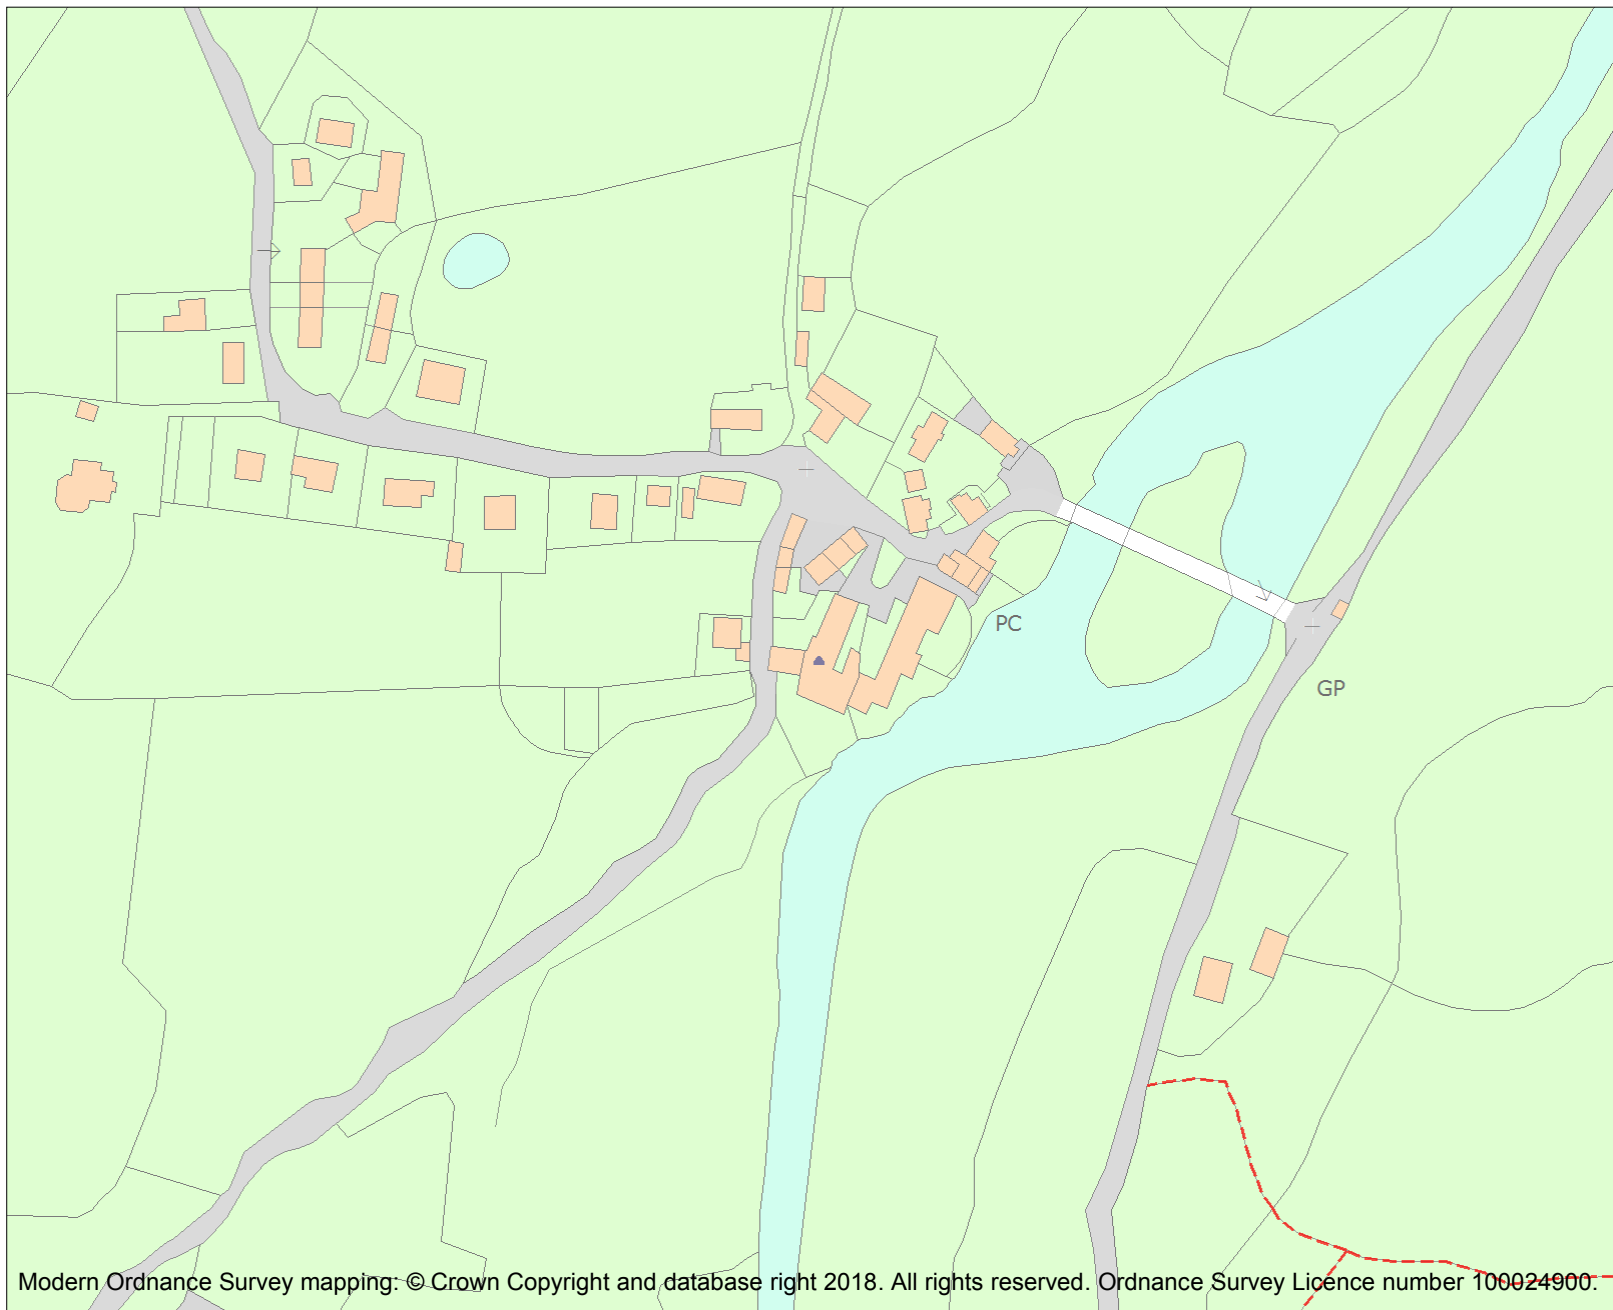 PC
GP
Modern Ordnance Survey mapping: © Crown Copyright and database right 2018. All rights reserved. Ordnance Survey Licence number 100024900.